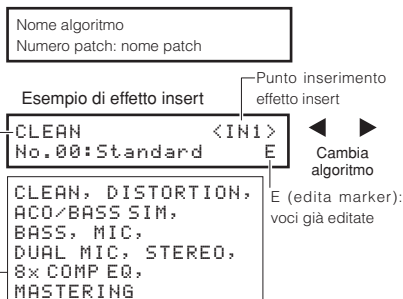 Nome algoritmo
Numero patch: nome patch
Punto inserimento
effetto insert
Esempio di effetto insert
CLEAN <IN1>
No.00:Standard E
Cambia
algoritmo
E (edita marker):
voci già editate
CLEAN, DISTORTION,
ACO/BASS SIM,
BASS, MIC,
DUAL MIC, STEREO,
8x COMP EQ,
MASTERING